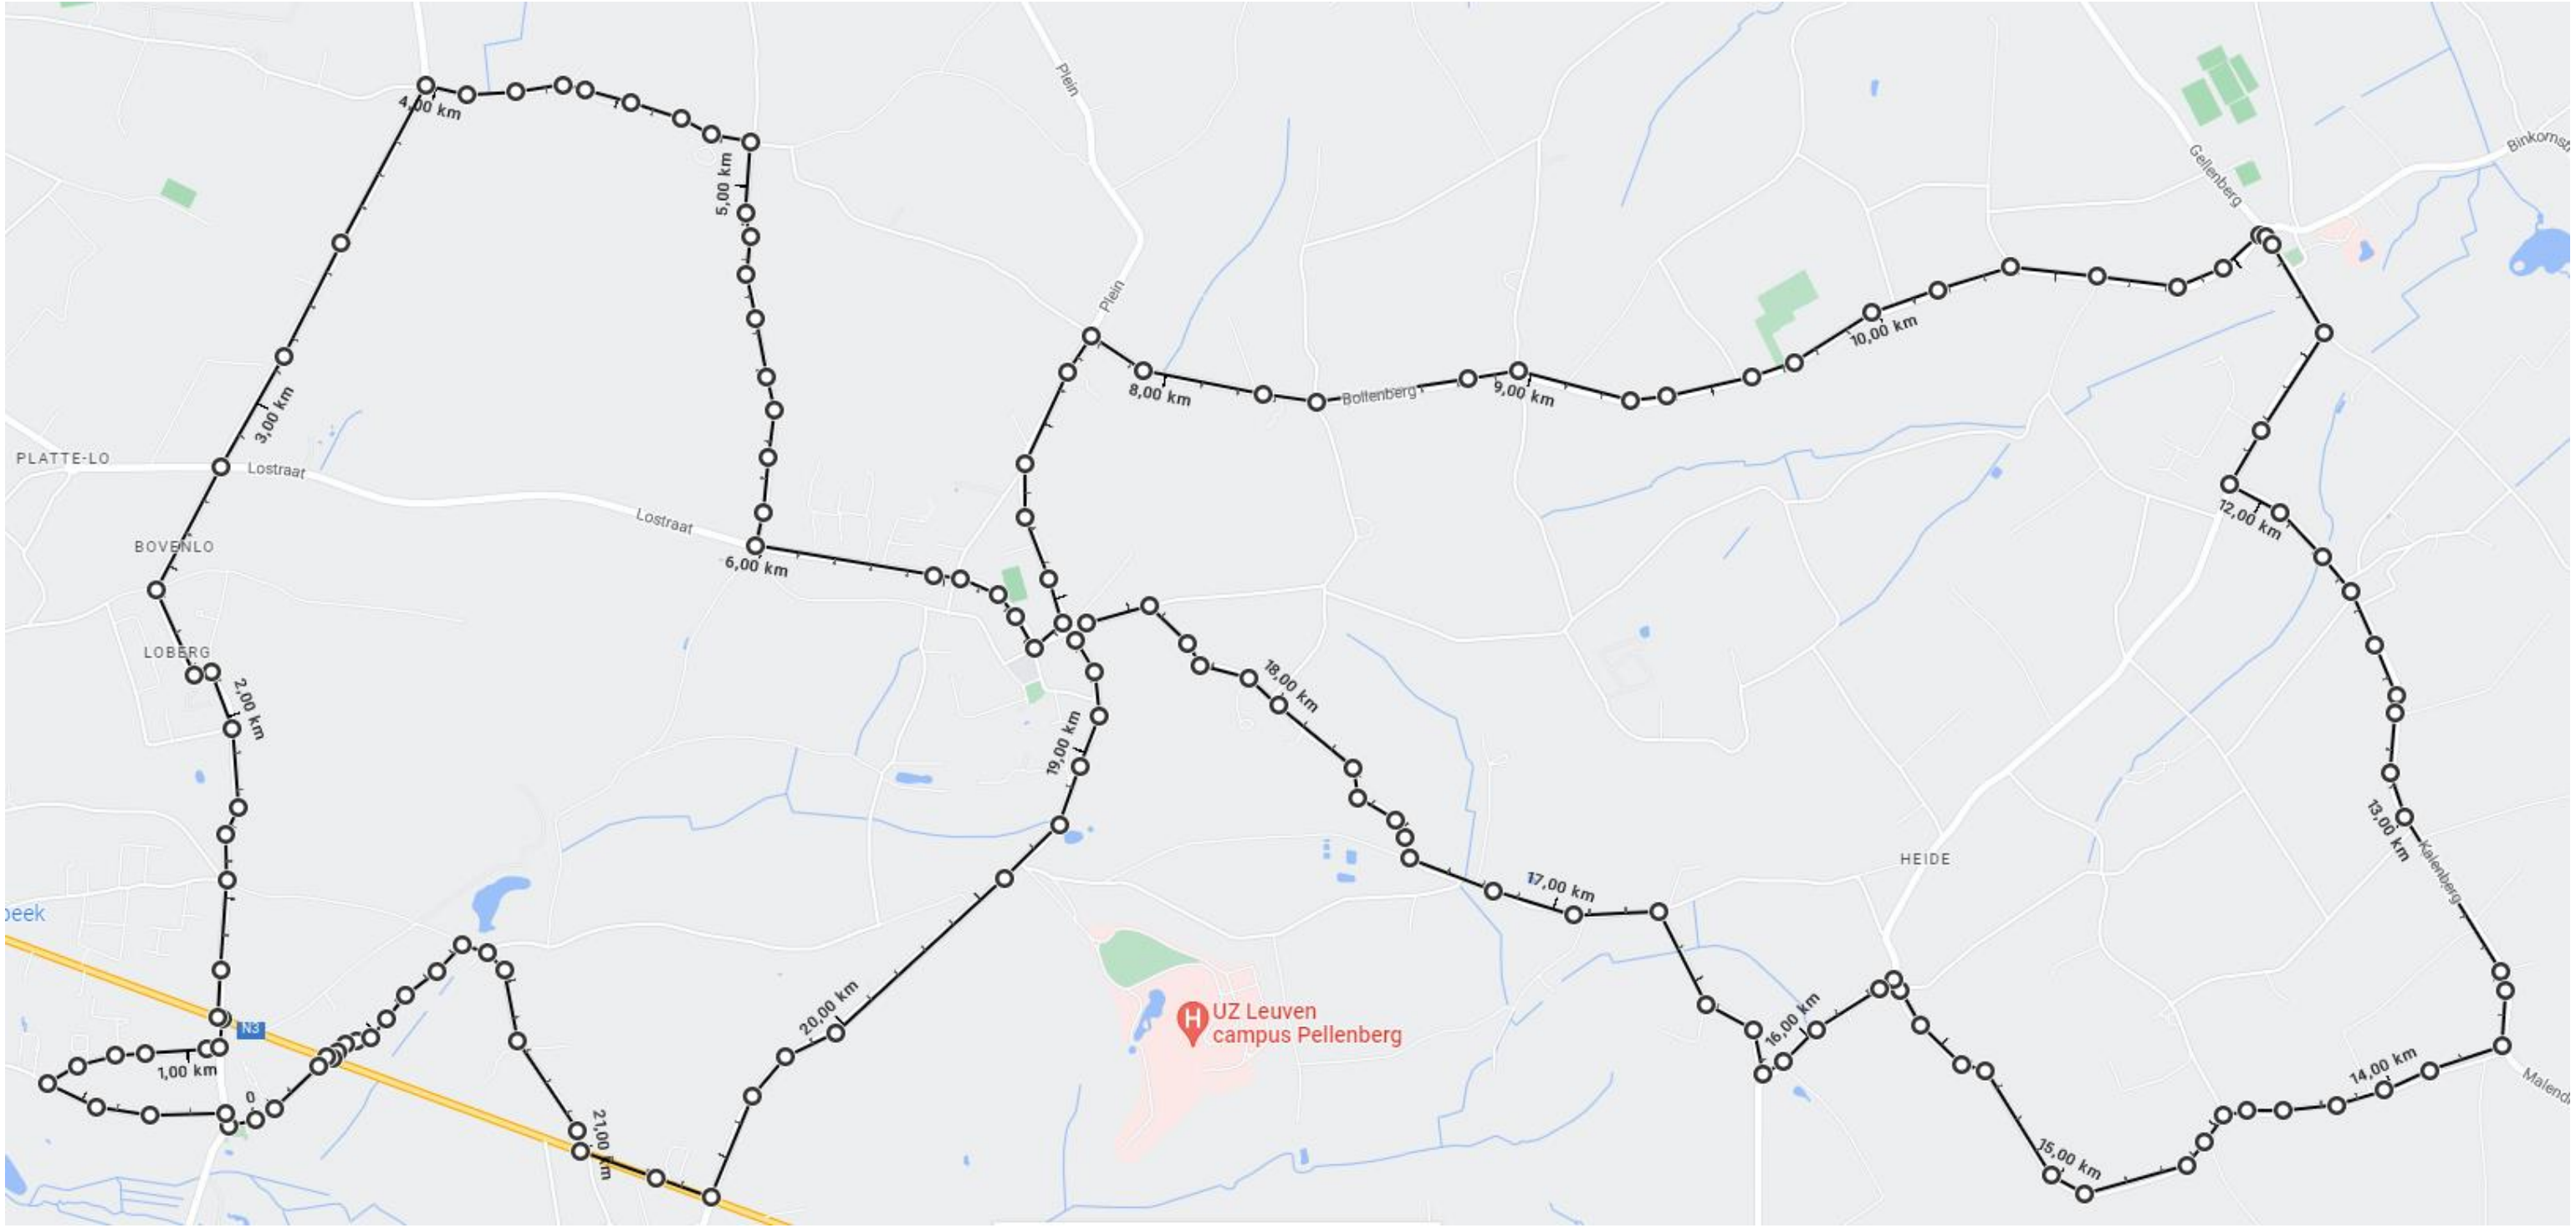 Plein
4,00 km
Gellenberg
Binkomst
5,00 km
Plein
10,00 km
8,00 km
Bollenberg
9,00 km
3,00 km
PLATTE-LO
Lostraat
Lostraat
12,00 km
BOVENLO
6,00 km
LOBERG
2,00 km
18,00 km
19,00 km
13,00 km
HEIDE
Kalenberg
17,00 km
beek
20,00 km
UZ Leuven
campus Pellenberg
16,00 km
N3
1,00 km
0
14,00 km
Malend
21,00 km
15,00 km